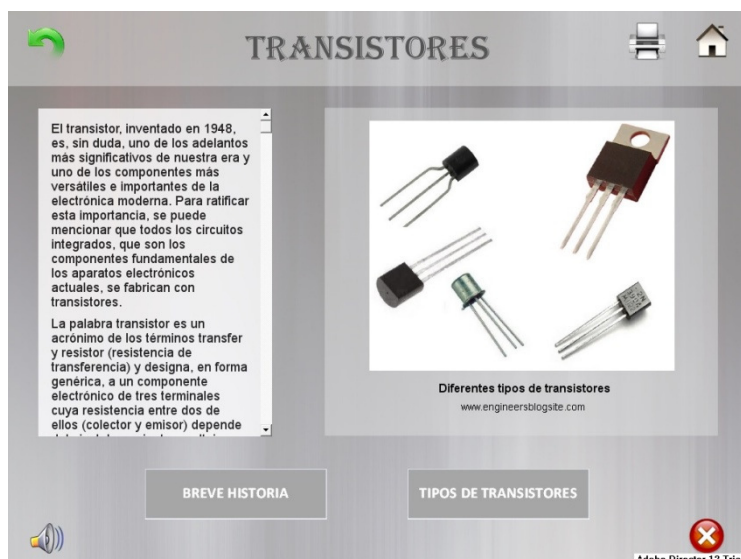 TRANSISTORES
El transistor, inventado en 1948,
es, sin duda, uno de los adelantos
más significativos de nuestra era y
uno de los componentes más
versátiles e importantes de la
electrónica moderna. Para ratificar
esta importancia, se puede
mencionar que todos los circuitos
integrados, que son los
componentes fundamentales de
los aparatos electrónicos
actuales, se fabrican con
transistores.
La palabra transistor es un
acrónimo de los términos transfer
y resistor (resistencia de
transferencia) y designa, en forma
genérica, a un componente
electrónico de tres terminales
cuya resistencia entre dos de
ellos (colector y emisor) depende
Diferentes tipos de transistores
www.engineersblogsite.com
BREVE HISTORIA
TIPOS DE TRANSISTORES